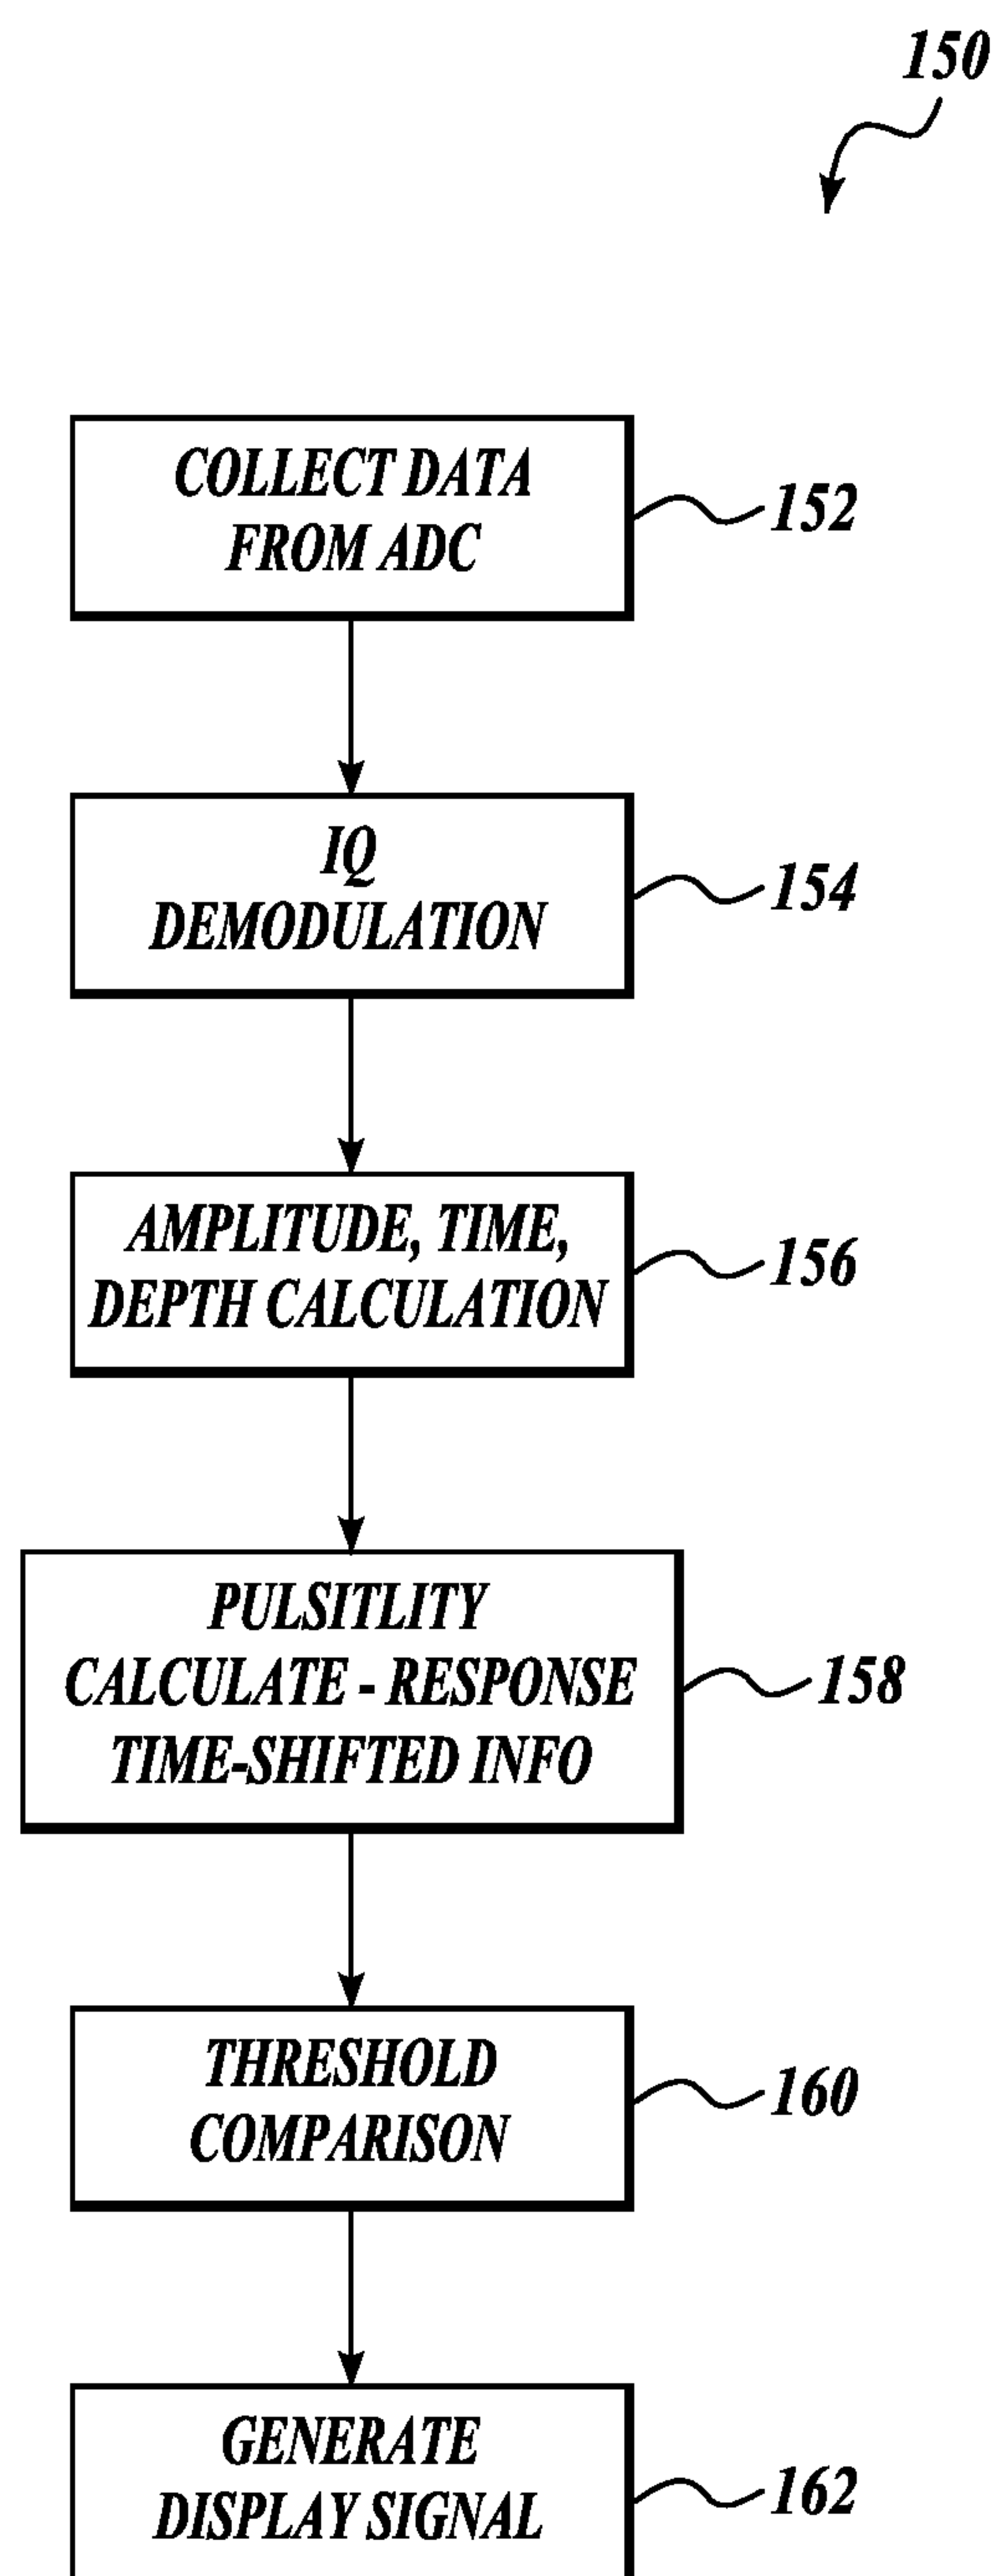 150
COLLECT DATA
FROM ADC
152
IQ
DEMODULATION
154
AMPLITUDE, TIME,
DEPTH CALCULATION
156
PULSITLITY
CALCULATE - RESPONSE
TIME-SHIFTED INFO
158
THRESHOLD
COMPARISON
160
GENERATE
DISPLAY SIGNAL
162